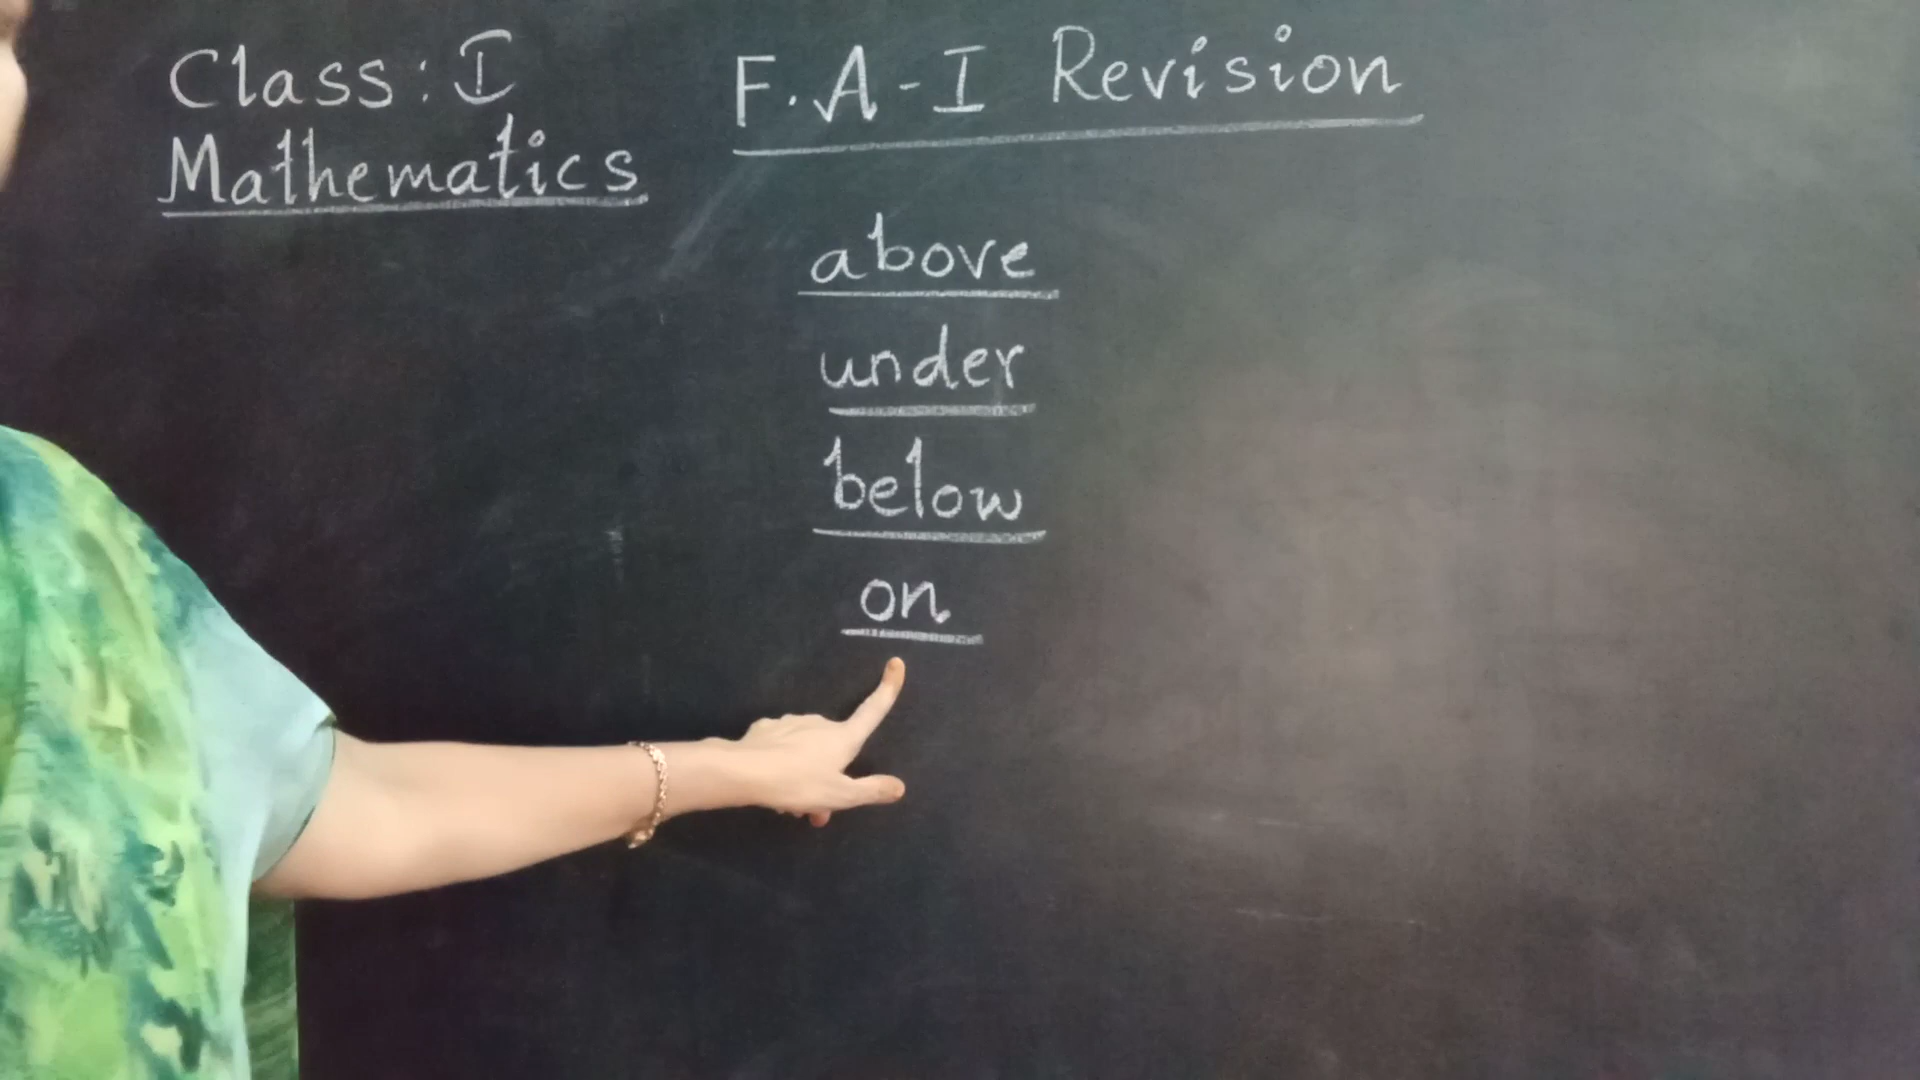 Class: I
Mathematics
F.A-I Revision
above
under
below
on